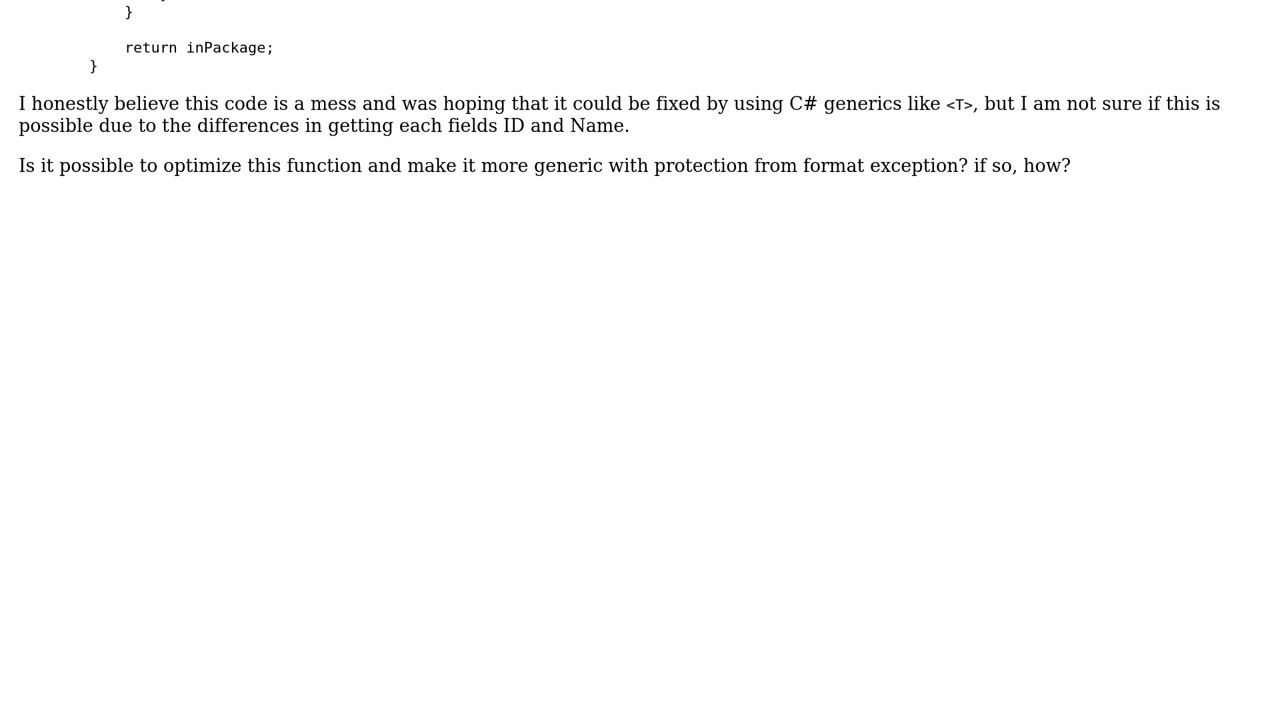 }
return inPackage;
}
I honestly believe this code is a mess and was hoping that it could be fixed by using C# generics like <T>, but I am not sure if this is
possible due to the differences in getting each fields ID and Name.
Is it possible to optimize this function and make it more generic with protection from format exception? if so, how?